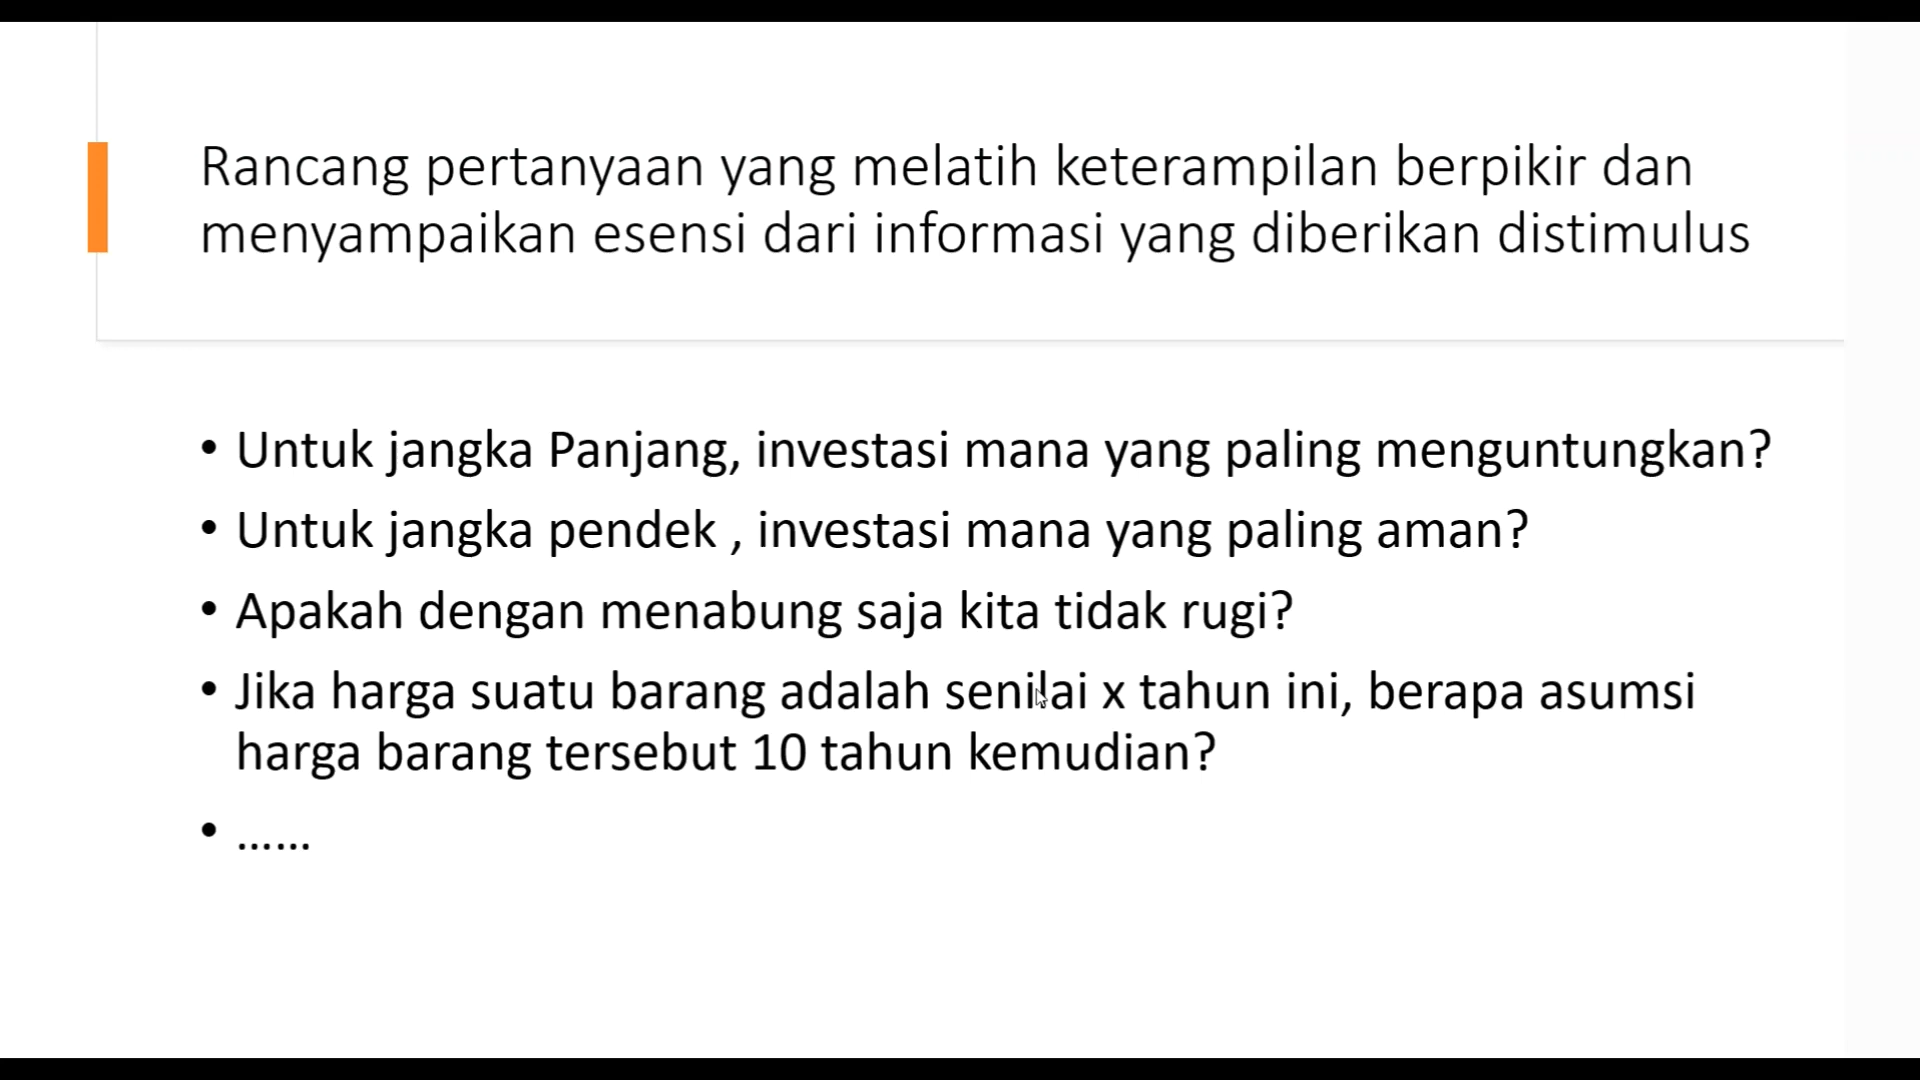 Rancang pertanyaan yang melatih keterampilan berpikir dan
menyampaikan esensi dari informasi yang diberikan distimulus
• Untuk jangka Panjang, investasi mana yang paling menguntungkan?
• Untuk jangka pendek , investasi mana yang paling aman?
• Apakah dengan menabung saja kita tidak rugi?
• Jika harga suatu barang adalah senilai x tahun ini, berapa asumsi
harga barang tersebut 10 tahun kemudian?
• ......